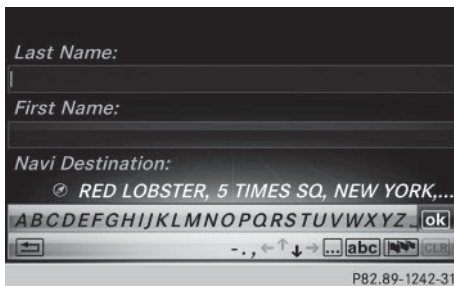 Last Name:
First Name:
Navi Destination:
RED LOBSTER, 5 TIMES SQ, NEW YORK,...
ABCDEFGHIJKLMNOPQRSTUVWXYZ_ ok
-.,←↑↓→ ... abc CLR
P82.89-1242-31